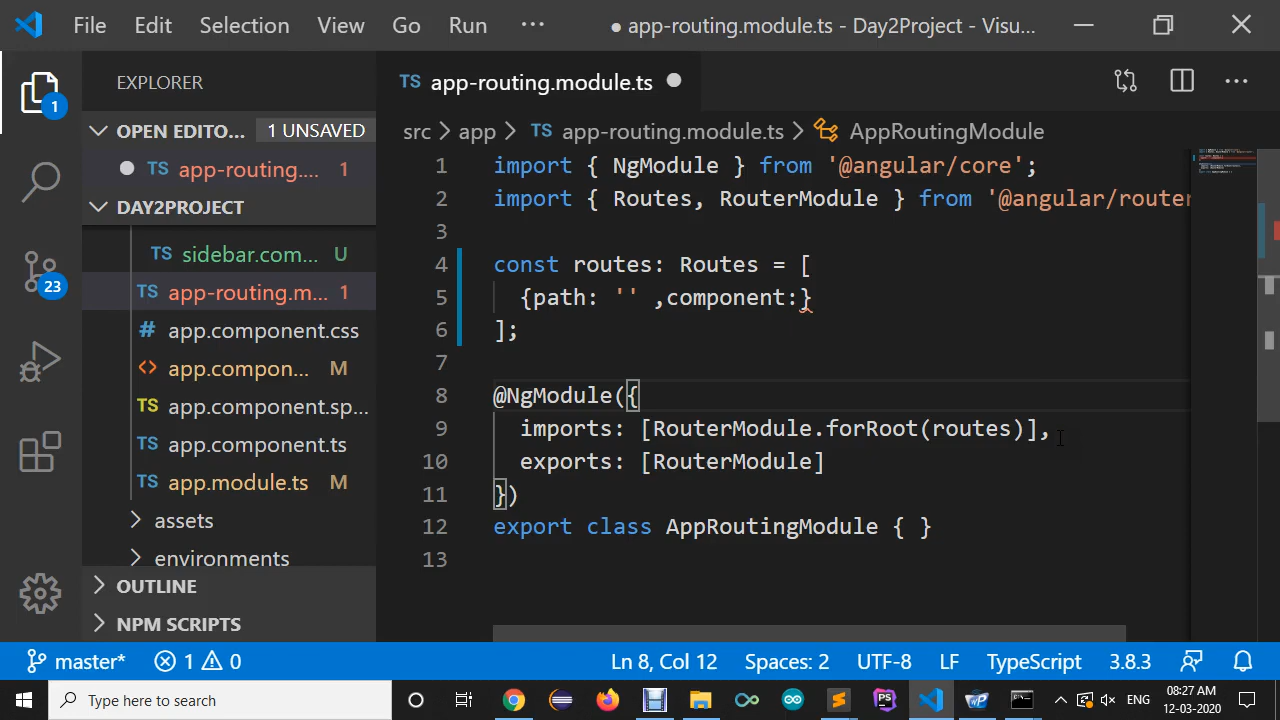 File Edit Selection View Go Run ··· ● app-routing.module.ts - Day2Project - Visu...
EXPLORER
TS app-routing.module.ts
1
OPEN EDITO... 1 UNSAVED
TS app-routing.... 1
DAY2PROJECT
TS sidebar.com... U
TS app-routing.m... 1
# app.component.css
<> app.compon... M
TS app.component.sp...
TS app.component.ts
TS app.module.ts M
assets
environments
OUTLINE
NPM SCRIPTS
23
src > app > TS app-routing.module.ts > AppRoutingModule
1 import { NgModule } from '@angular/core';
2 import { Routes, RouterModule } from '@angular/router
3
4 const routes: Routes = [
5 {path: '' ,component:}
6 ];
7
8 @NgModule({
9 imports: [RouterModule.forRoot(routes)],
10 exports: [RouterModule]
11 })
12 export class AppRoutingModule { }
13
master* 1 0 Ln 8, Col 12 Spaces: 2 UTF-8 LF TypeScript 3.8.3
Type here to search
PS
ENG
08:27 AM
12-03-2020